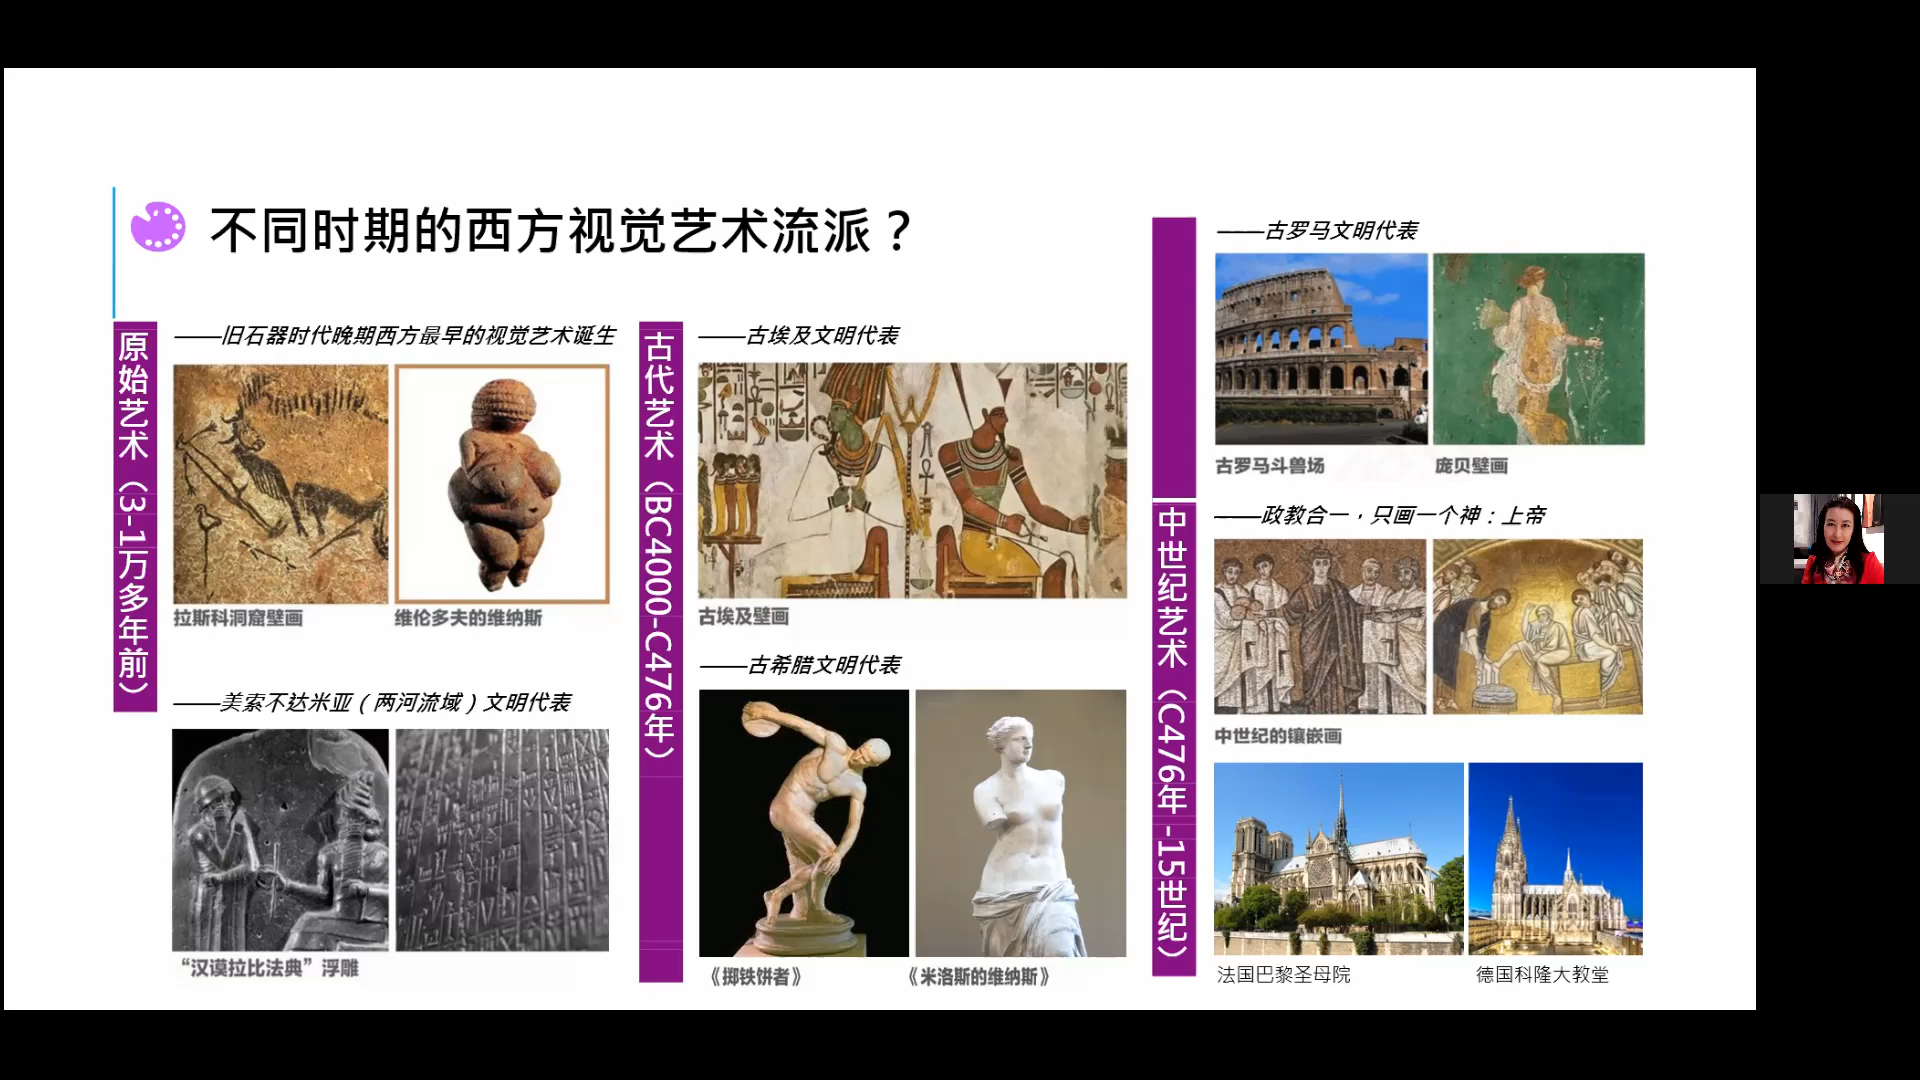 不同时期的西方视觉艺术流派？
原始艺术（3-1万多年前）
——旧石器时代晚期西方最早的视觉艺术诞生
拉斯科洞窟壁画
维伦多夫的维纳斯
——美索不达米亚（两河流域）文明代表
“汉谟拉比法典”浮雕
古代艺术（BC4000-C476年）
——古埃及文明代表
古埃及壁画
——古希腊文明代表
《掷铁饼者》
《米洛斯的维纳斯》
——古罗马文明代表
古罗马斗兽场
庞贝壁画
中世纪艺术（C476年-15世纪）
——政教合一·只画一个神：上帝
中世纪的镶嵌画
法国巴黎圣母院
德国科隆大教堂